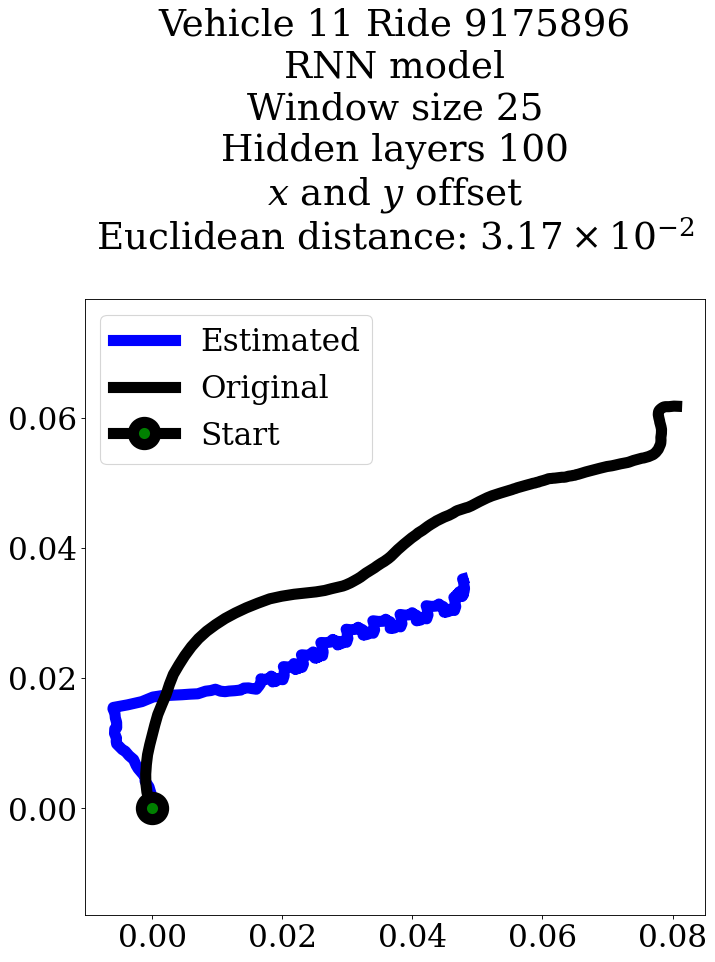 Vehicle 11 Ride 9175896
RNN model
Window size 25
Hidden layers 100
x and y offset
Euclidean distance: 3.17 × 10⁻²
Estimated
Original
Start
0.06
0.04
0.02
0.00
0.00 0.02 0.04 0.06 0.08